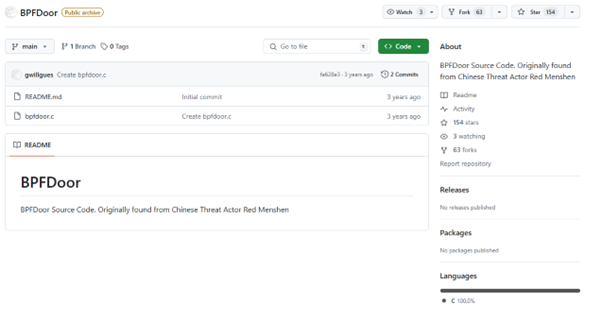 BPFDoor Public archive Watch 3 Fork 63 Star 154
main 1 Branch 0 Tags Go to file t Code
gwillgues Create bpfdoor.c 3 years ago 2 Commits
README.md Initial commit 3 years ago
bpfdoor.c Create bpfdoor.c 3 years ago
README
BPFDoor
BPFDoor Source Code. Originally found from Chinese Threat Actor Red Menshen
About
BPFDoor Source Code. Originally found
from Chinese Threat Actor Red Menshen
Readme
Activity
154 stars
3 watching
63 forks
Report repository
Releases
No releases published
Packages
No packages published
Languages
C 100.0%